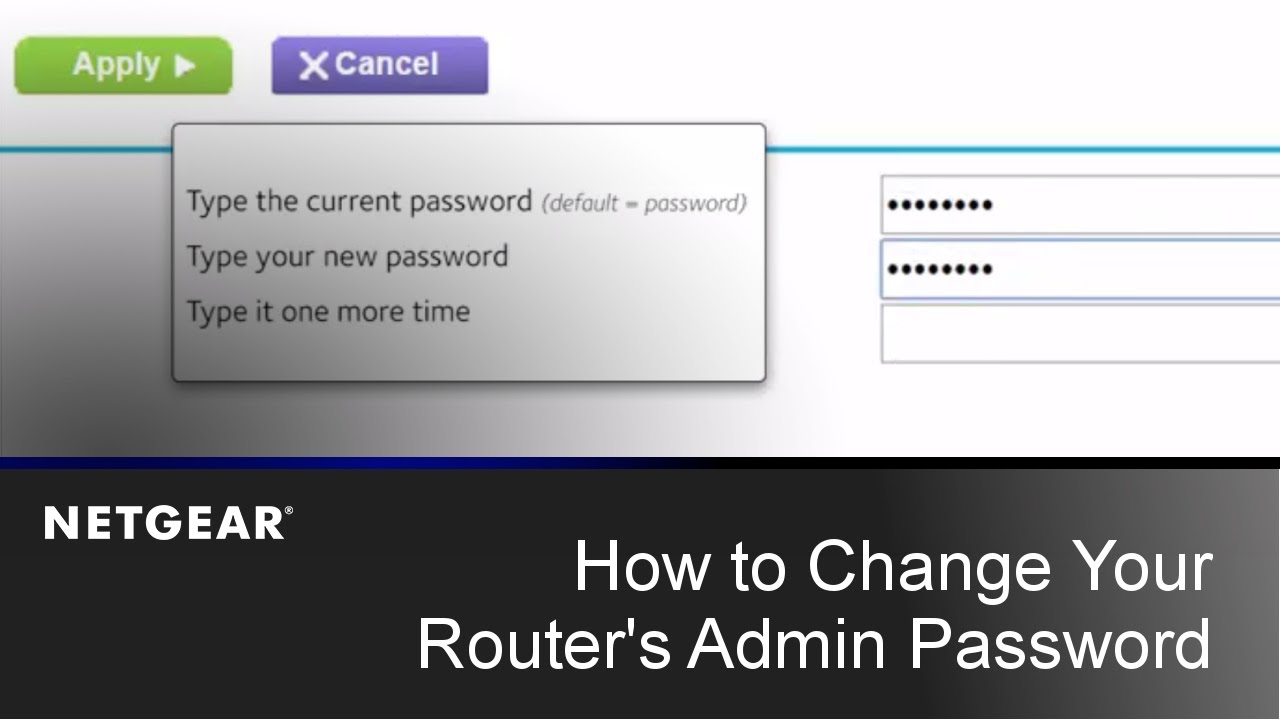 Apply
Cancel
Type the current password (default = password)
••••••••
Type your new password
••••••••
Type it one more time
NETGEAR®
How to Change Your
Router's Admin Password